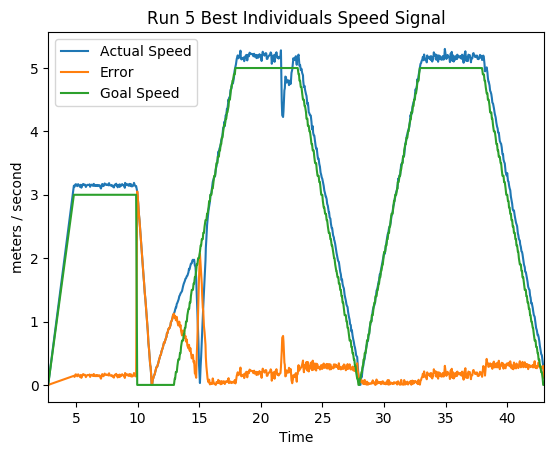 Run 5 Best Individuals Speed Signal
Actual Speed
Error
Goal Speed
meters / second
5
4
3
2
1
0
5 10 15 20 25 30 35 40
Time